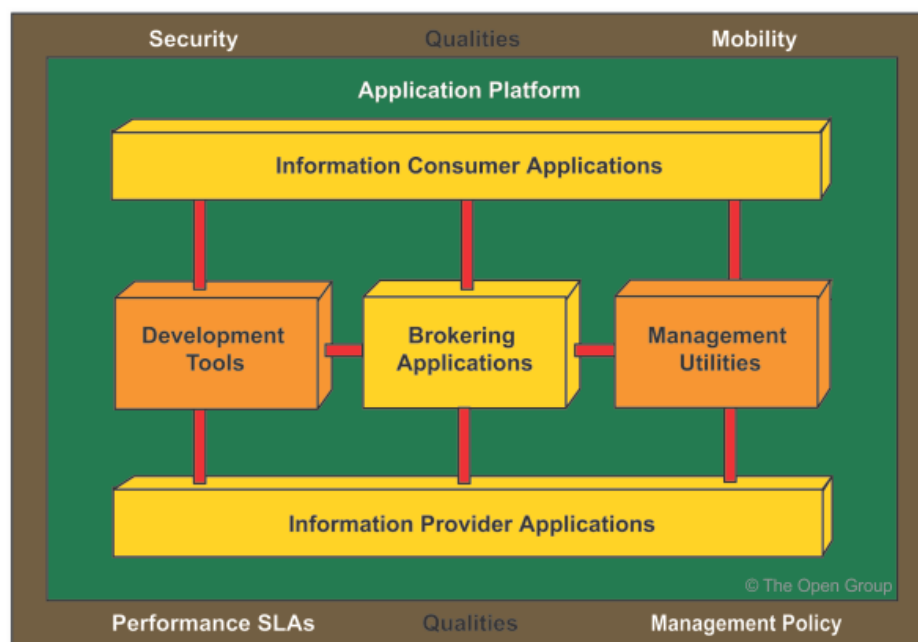 Security Qualities Mobility
Application Platform
Information Consumer Applications
Development
Tools
Brokering
Applications
Management
Utilities
Information Provider Applications
© The Open Group
Performance SLAs Qualities Management Policy